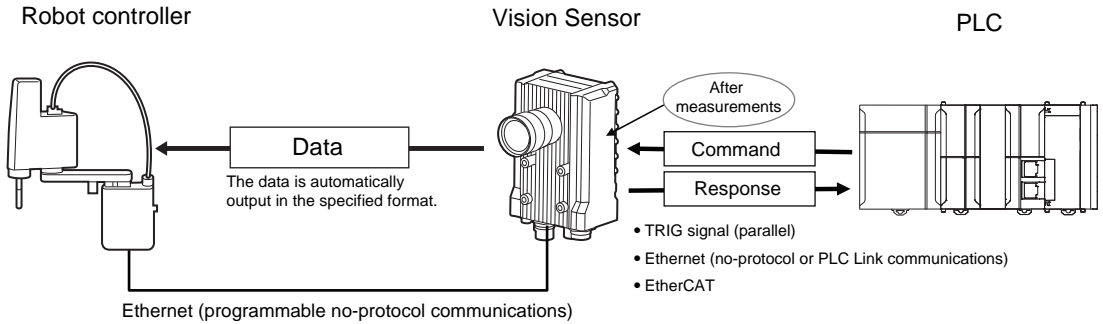 Robot controller
Vision Sensor
PLC
After
measurements
Data
Command
The data is automatically
output in the specified format.
Response
• TRIG signal (parallel)
• Ethernet (no-protocol or PLC Link communications)
• EtherCAT
Ethernet (programmable no-protocol communications)